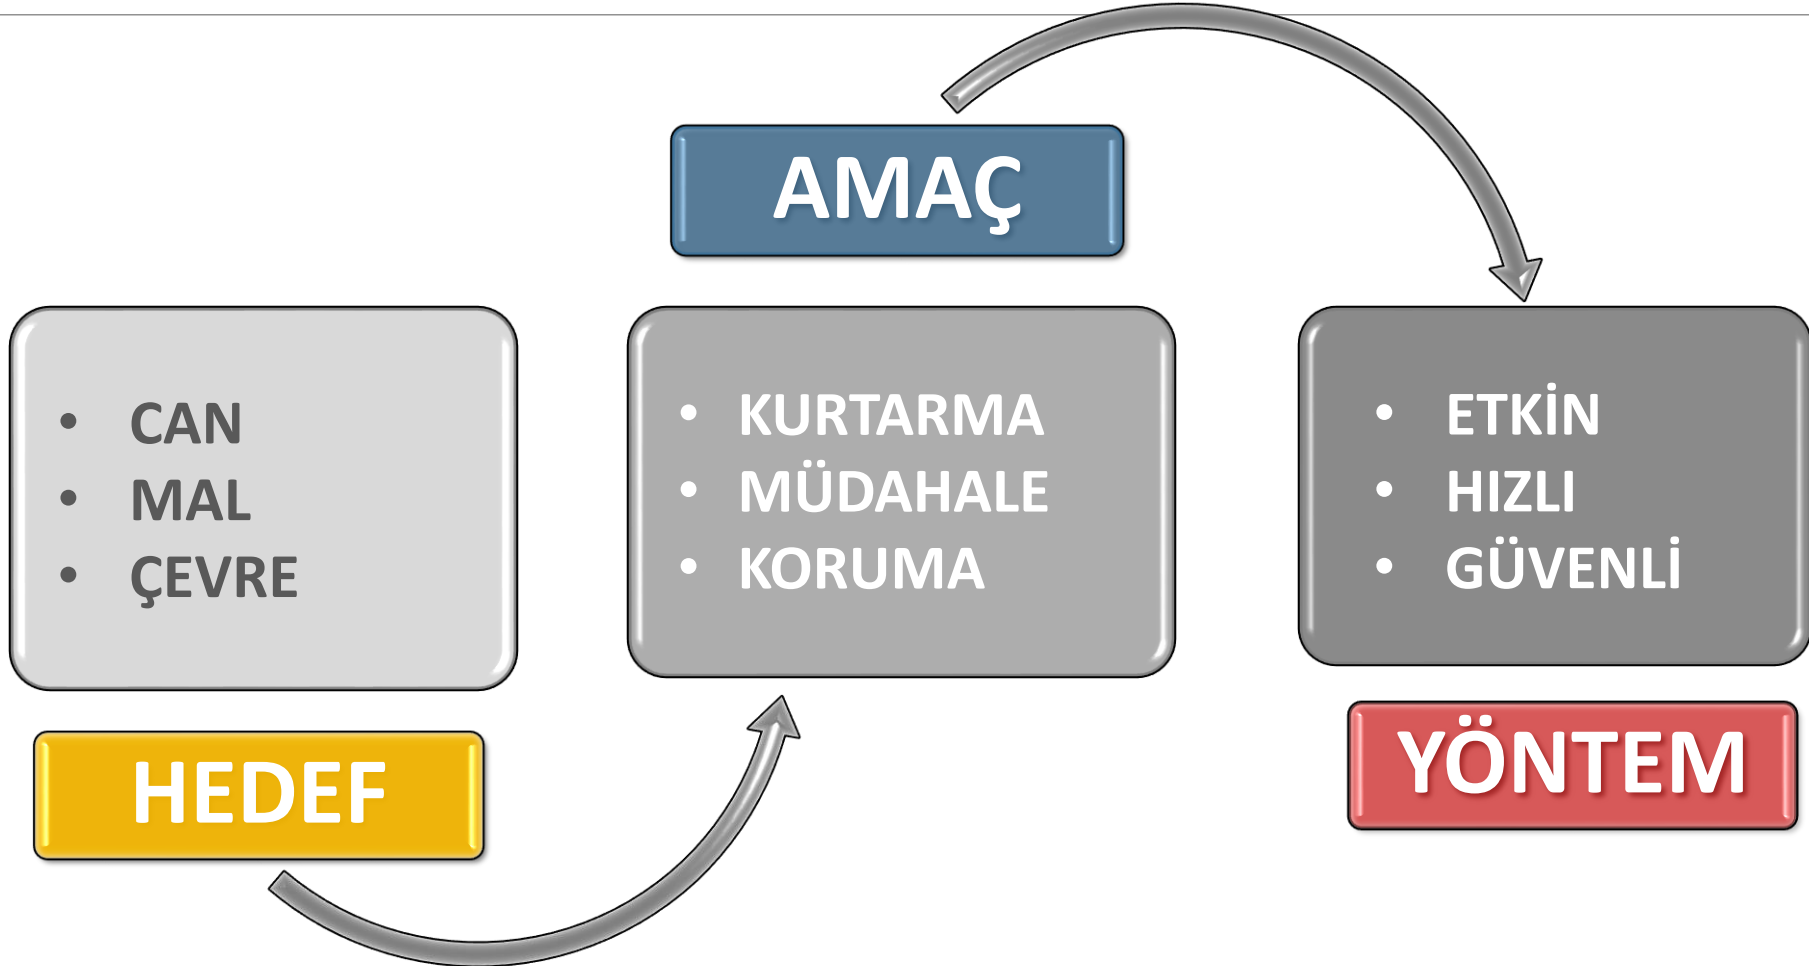 AMAÇ
• CAN
• MAL
• ÇEVRE
HEDEF
• KURTARMA
• MÜDAHALE
• KORUMA
• ETKİN
• HIZLI
• GÜVENLİ
YÖNTEM